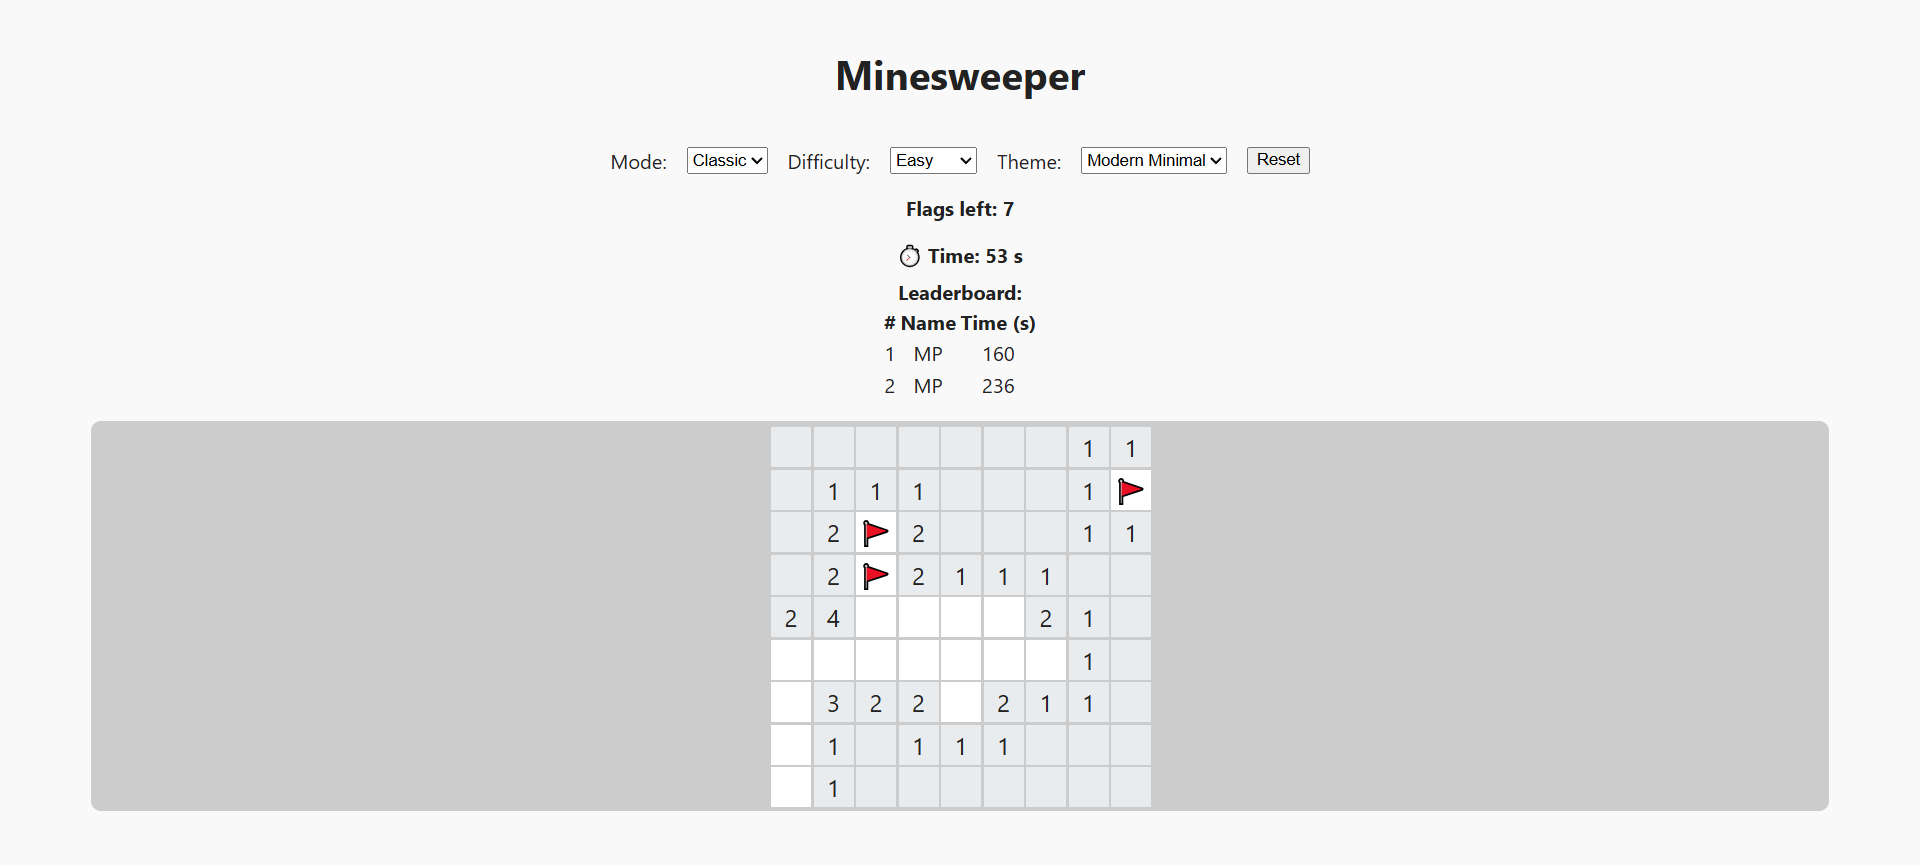 Minesweeper
Mode: Classic Difficulty: Easy Theme: Modern Minimal Reset
Flags left: 7
Time: 53 s
Leaderboard:
# Name Time (s)
1 MP 160
2 MP 236
1 1
1 1 1 1
2 2 1 1
2 2 1 1 1
2 4 2 1
1
3 2 2 2 1 1
1 1 1 1
1